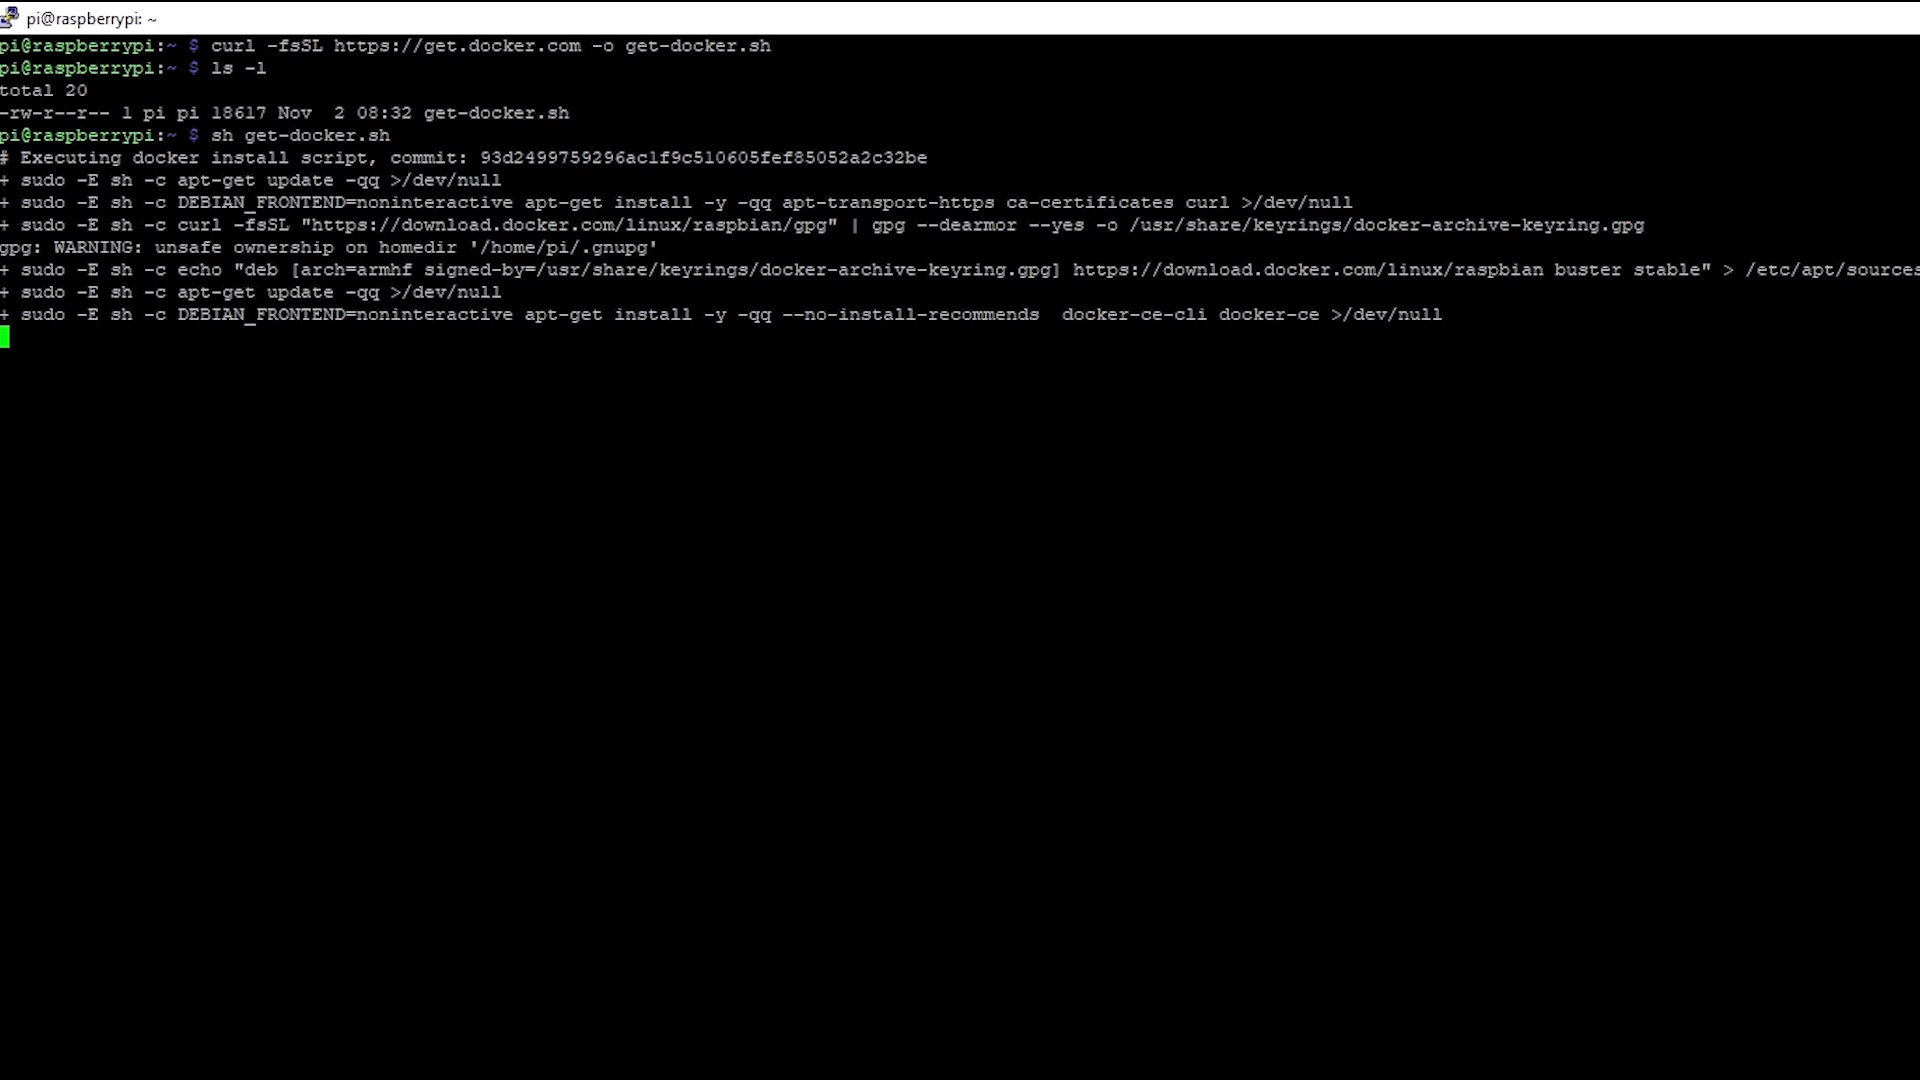 pi@raspberrypi: ~
pi@raspberrypi:~ $ curl -fsSL https://get.docker.com -o get-docker.sh
pi@raspberrypi:~ $ ls -l
total 20
-rw-r--r-- 1 pi pi 18617 Nov  2 08:32 get-docker.sh
pi@raspberrypi:~ $ sh get-docker.sh
# Executing docker install script, commit: 93d2499759296ac1f9c510605fef85052a2c32be
+ sudo -E sh -c apt-get update -qq >/dev/null
+ sudo -E sh -c DEBIAN_FRONTEND=noninteractive apt-get install -y -qq apt-transport-https ca-certificates curl >/dev/null
+ sudo -E sh -c curl -fsSL "https://download.docker.com/linux/raspbian/gpg" | gpg --dearmor --yes -o /usr/share/keyrings/docker-archive-keyring.gpg
gpg: WARNING: unsafe ownership on homedir '/home/pi/.gnupg'
+ sudo -E sh -c echo "deb [arch=armhf signed-by=/usr/share/keyrings/docker-archive-keyring.gpg] https://download.docker.com/linux/raspbian buster stable" > /etc/apt/sources
+ sudo -E sh -c apt-get update -qq >/dev/null
+ sudo -E sh -c DEBIAN_FRONTEND=noninteractive apt-get install -y -qq --no-install-recommends  docker-ce-cli docker-ce >/dev/null